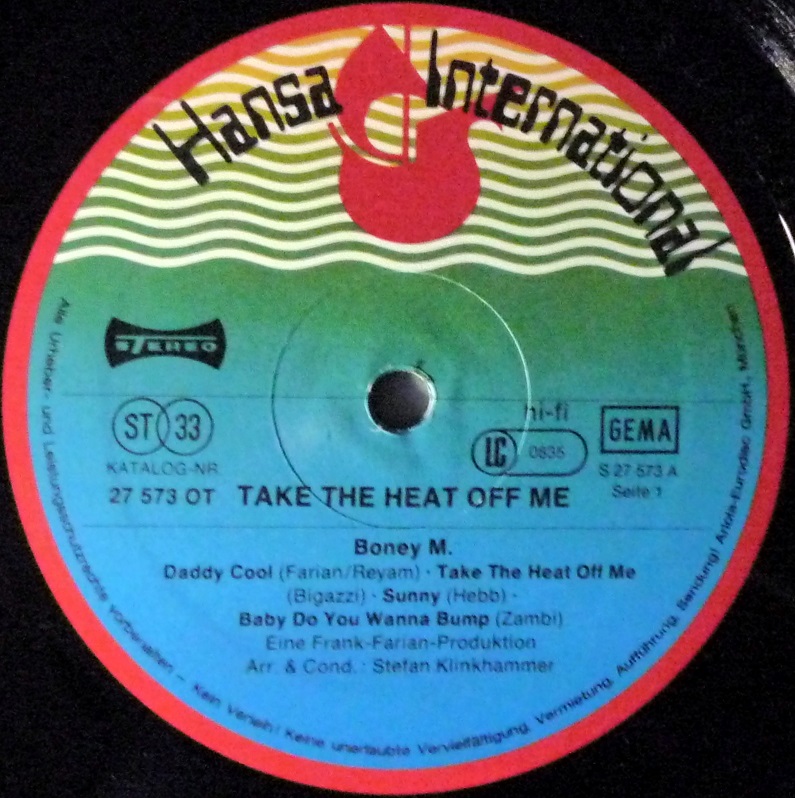 Hansa International
STEREO
ST 33
hi-fi
LC 0835
GEMA
KATALOG-NR.
S 27 573 A
27 573 OT TAKE THE HEAT OFF ME
Seite 1
Boney M.
Daddy Cool (Farian/Reyam) · Take The Heat Off Me
(Bigazzi) · Sunny (Hebb) ·
Baby Do You Wanna Bump (Zambi)
Eine Frank-Farian-Produktion
Arr. & Cond.: Stefan Klinkhammer
Alle Urheber- und Leistungsschutzrechte vorbehalten – Kein Verleih! Keine unerlaubte Vervielfältigung, Vermietung, Aufführung, Sendung! Ariola-Eurodisc GmbH., München